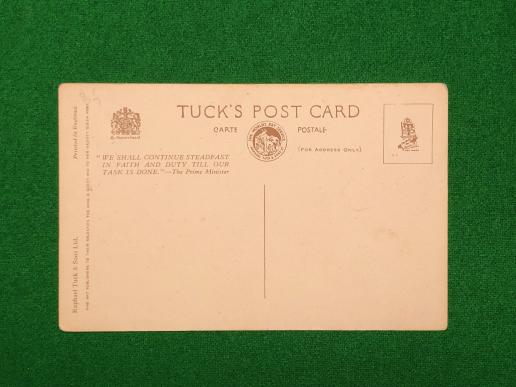 TUCK'S POST CARD
CARTE POSTALE
(FOR ADDRESS ONLY)
"WE SHALL CONTINUE STEADFAST
IN FAITH AND DUTY TILL OUR
TASK IS DONE."—The Prime Minister
Raphael Tuck & Sons Ltd.
Printed in England